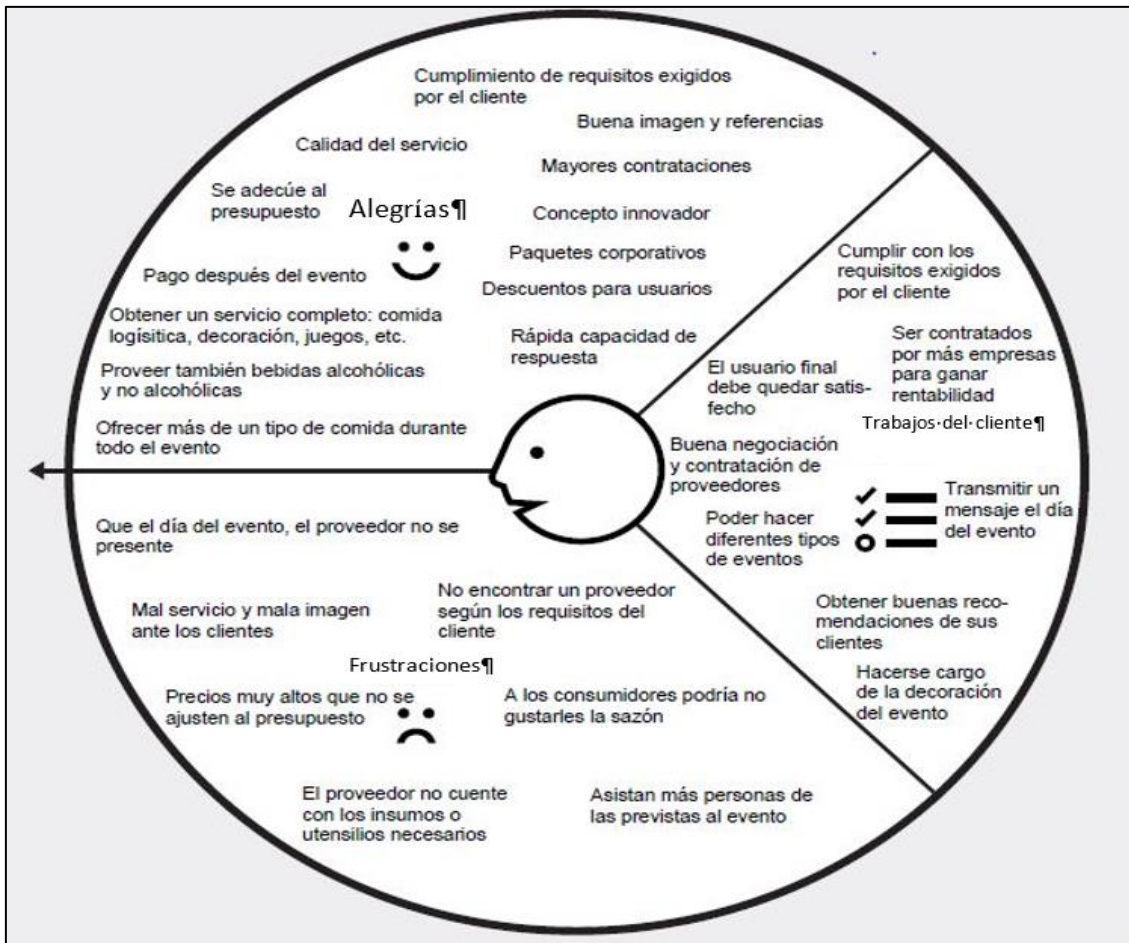 Cumplimiento de requisitos exigidos
por el cliente
Buena imagen y referencias
Calidad del servicio
Mayores contrataciones
Se adecúe al
presupuesto
Alegrías¶
Concepto innovador
Paquetes corporativos
Pago después del evento
Descuentos para usuarios
Obtener un servicio completo: comida
logísitica, decoración, juegos, etc.
Rápida capacidad de
respuesta
Proveer también bebidas alcohólicas
y no alcohólicas
Ofrecer más de un tipo de comida durante
todo el evento
Cumplir con los
requisitos exigidos
por el cliente
Ser contratados
por más empresas
para ganar
rentabilidad
El usuario final
debe quedar satis-
fecho
Trabajos·del·cliente¶
Buena negociación
y contratación de
proveedores
Transmitir un
mensaje el día
del evento
Poder hacer
diferentes tipos
de eventos
Obtener buenas reco-
mendaciones de sus
clientes
Hacerse cargo
de la decoración
del evento
Que el día del evento, el proveedor no se
presente
No encontrar un proveedor
según los requisitos del
cliente
Mal servicio y mala imagen
ante los clientes
Frustraciones¶
Precios muy altos que no se
ajusten al presupuesto
A los consumidores podría no
gustarles la sazón
El proveedor no cuente
con los insumos o
utensilios necesarios
Asistan más personas de
las previstas al evento